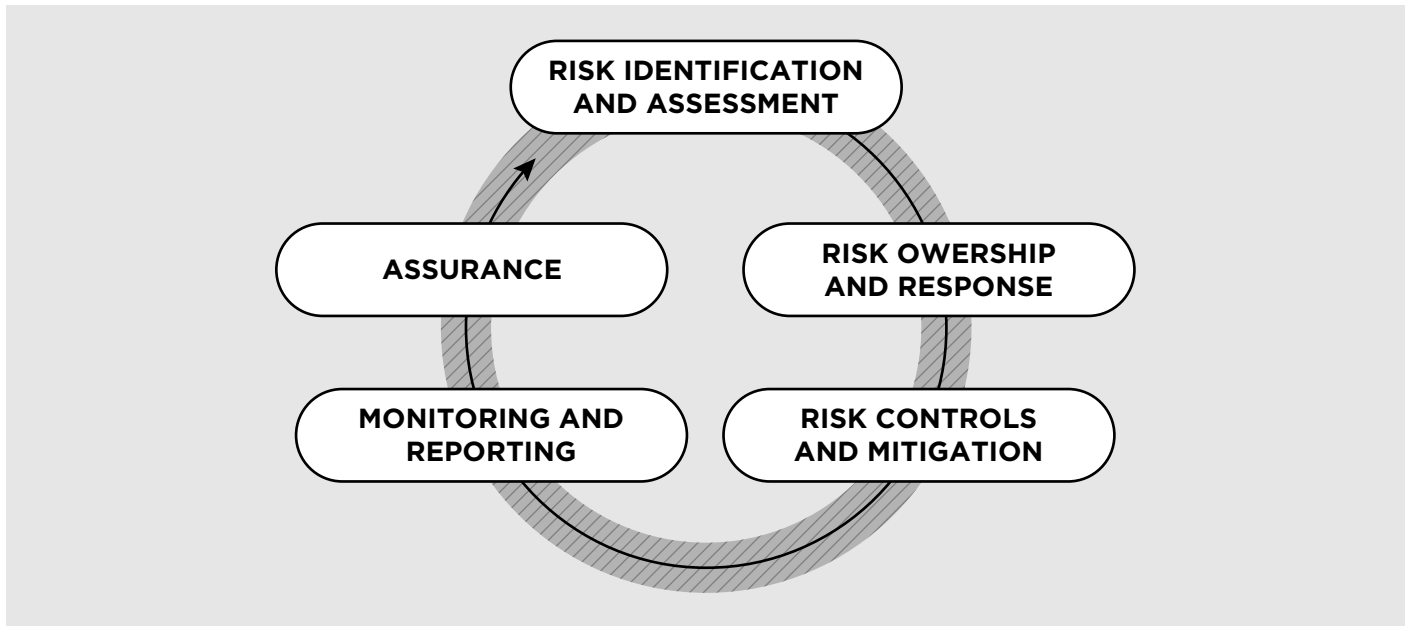 RISK IDENTIFICATION
AND ASSESSMENT
RISK OWERSHIP
AND RESPONSE
RISK CONTROLS
AND MITIGATION
MONITORING AND
REPORTING
ASSURANCE